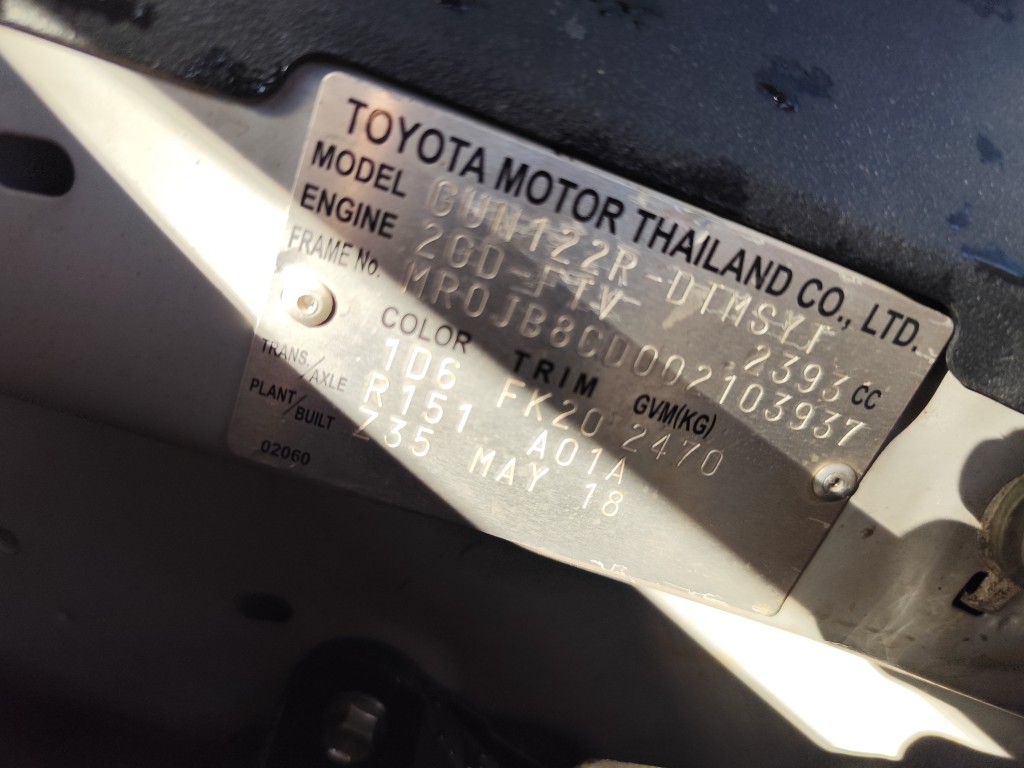 TOYOTA MOTOR THAILAND CO., LTD.
MODEL GUN122R-DTMSYT
ENGINE 2GD-FTV 2393 CC
FRAME No. MR0JB8CD002103937
COLOR TRIM GVM(KG)
1D6 FK20 2470
TRANS./AXLE R151 A01A
PLANT/BUILT Z35 MAY 18
02060